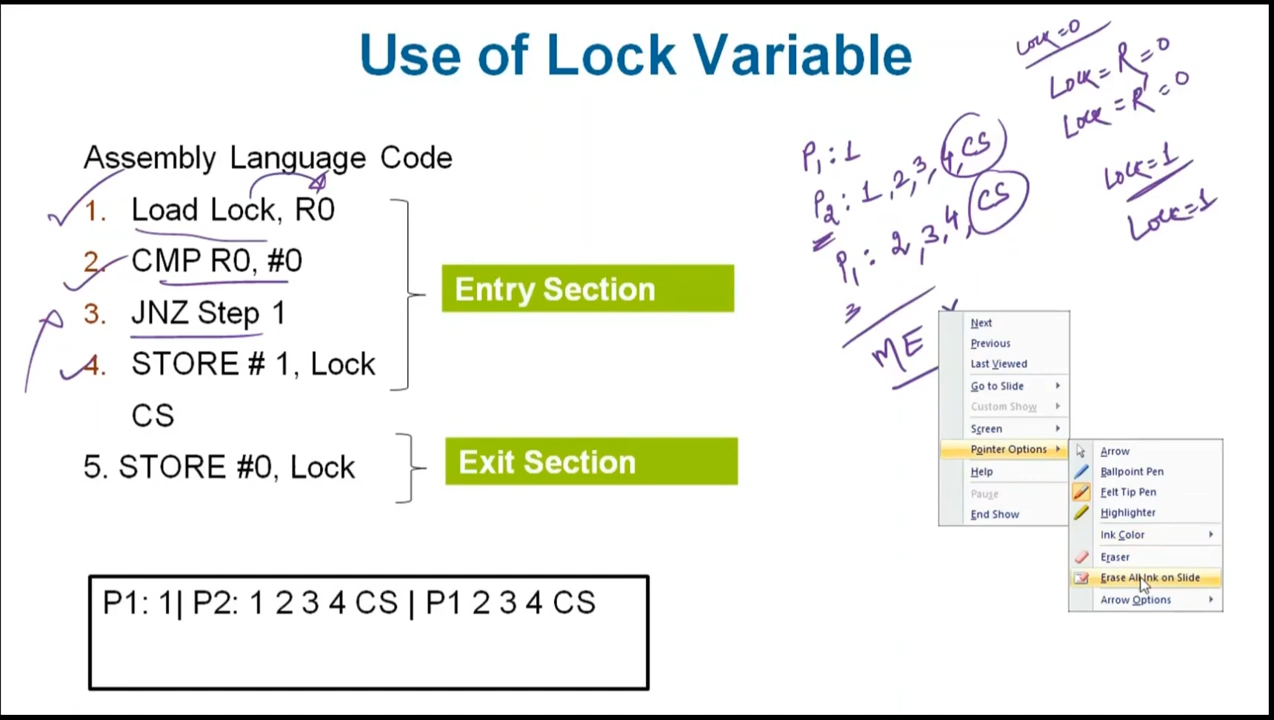 Use of Lock Variable
Assembly Language Code
1. Load Lock, R0
2. CMP R0, #0
3. JNZ Step 1
4. STORE # 1, Lock
CS
5. STORE #0, Lock
Entry Section
Exit Section
P1: 1| P2: 1 2 3 4 CS | P1 2 3 4 CS
Lock=0
Lock=R=0
Lock=R=0
Lock=1
Lock=1
P1:1
P2:1,2,3,4,CS
P1:2,3,4,CS
3
ME
Next
Previous
Last Viewed
Go to Slide
Custom Show
Screen
Pointer Options
Help
Pause
End Show
Arrow
Ballpoint Pen
Felt Tip Pen
Highlighter
Ink Color
Eraser
Erase All Ink on Slide
Arrow Options